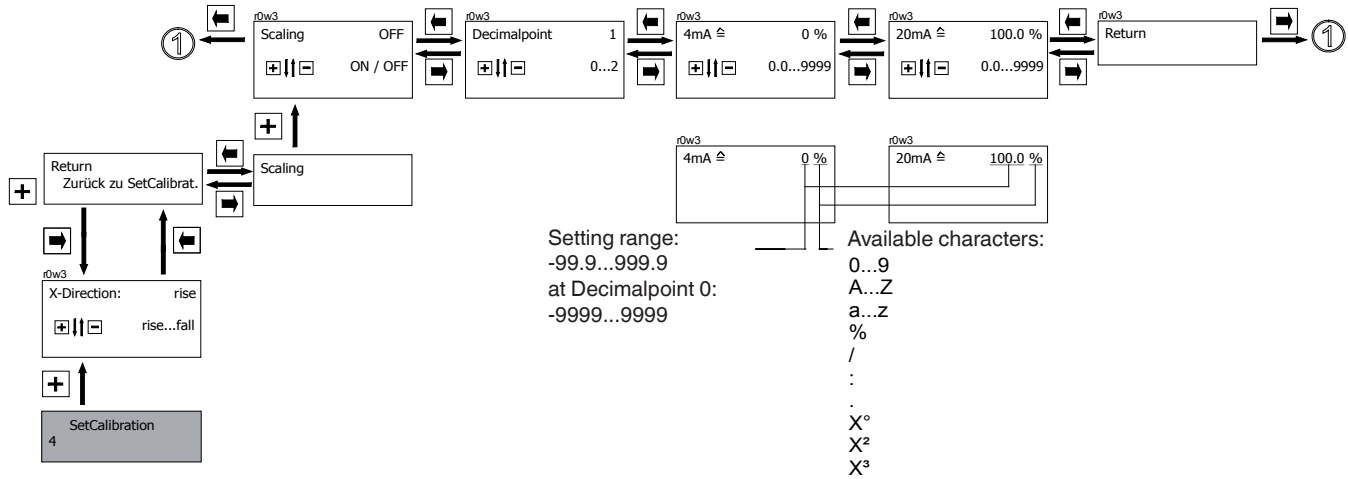 r0w3
Scaling OFF
ON / OFF
r0w3
Decimalpoint 1
0...2
r0w3
4mA ≙ 0 %
0.0...9999
r0w3
20mA ≙ 100.0 %
0.0...9999
r0w3
Return
1
1
+
Return
Zurück zu SetCalibrat.
+
Scaling
r0w3
4mA ≙ 0 %
r0w3
20mA ≙ 100.0 %
r0w3
X-Direction: rise
rise...fall
+
SetCalibration
4
Setting range:
-99.9...999.9
at Decimalpoint 0:
-9999...9999
Available characters:
0...9
A...Z
a...z
%
/
:
.
X°
X²
X³